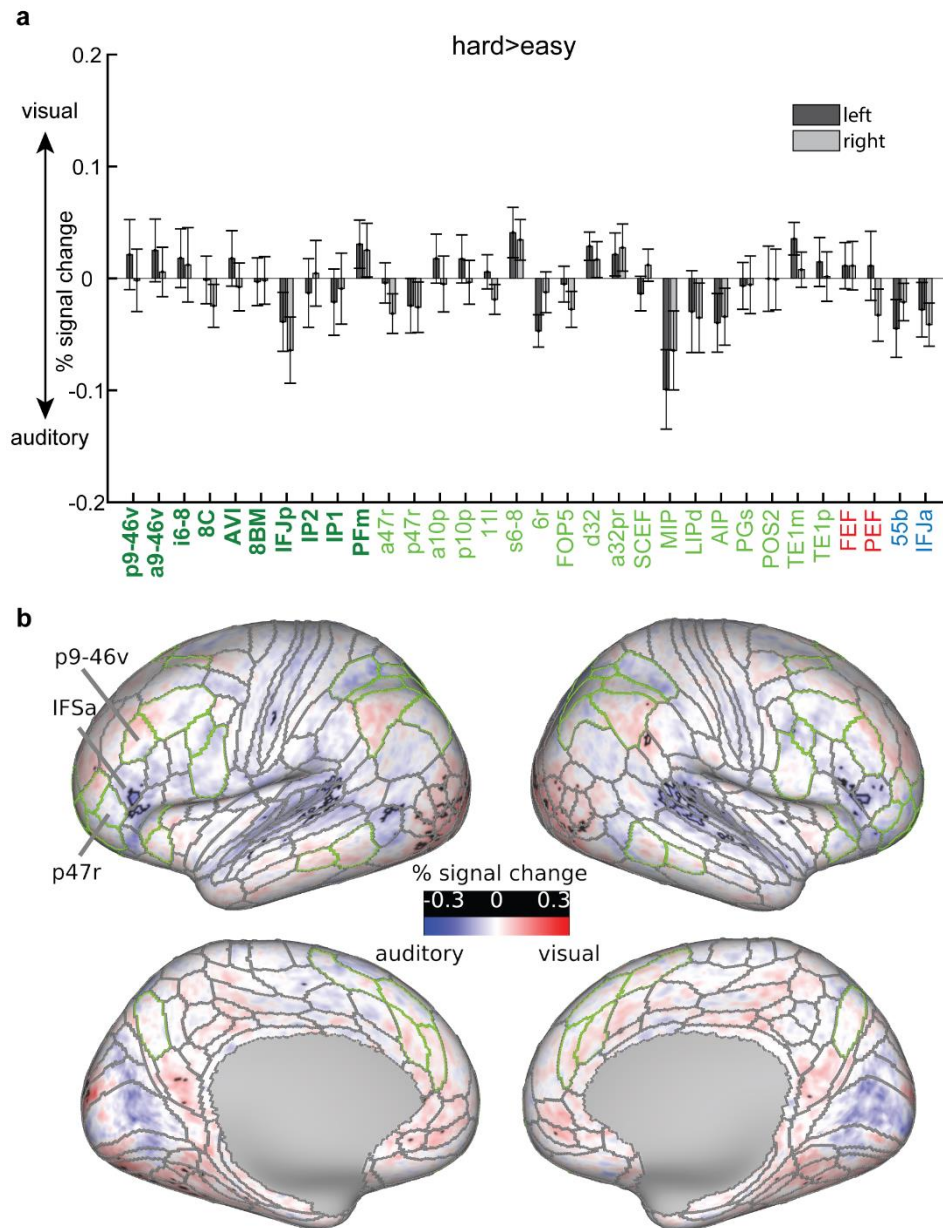 a
hard>easy
0.2
visual
left
right
0.1
% signal change
0
-0.1
auditory
-0.2
p9-46v
a9-46v
i6-8
8C
AVI
8BM
IFJp
IP2
IP1
PFm
a47r
p47r
a10p
p10p
11l
s6-8
6r
FOP5
d32
a32pr
SCEF
MIP
LIPd
AIP
PGs
POS2
TE1m
TE1p
FEF
PEF
55b
IFJa
b
p9-46v
IFSa
p47r
% signal change
-0.3 0 0.3
auditory visual